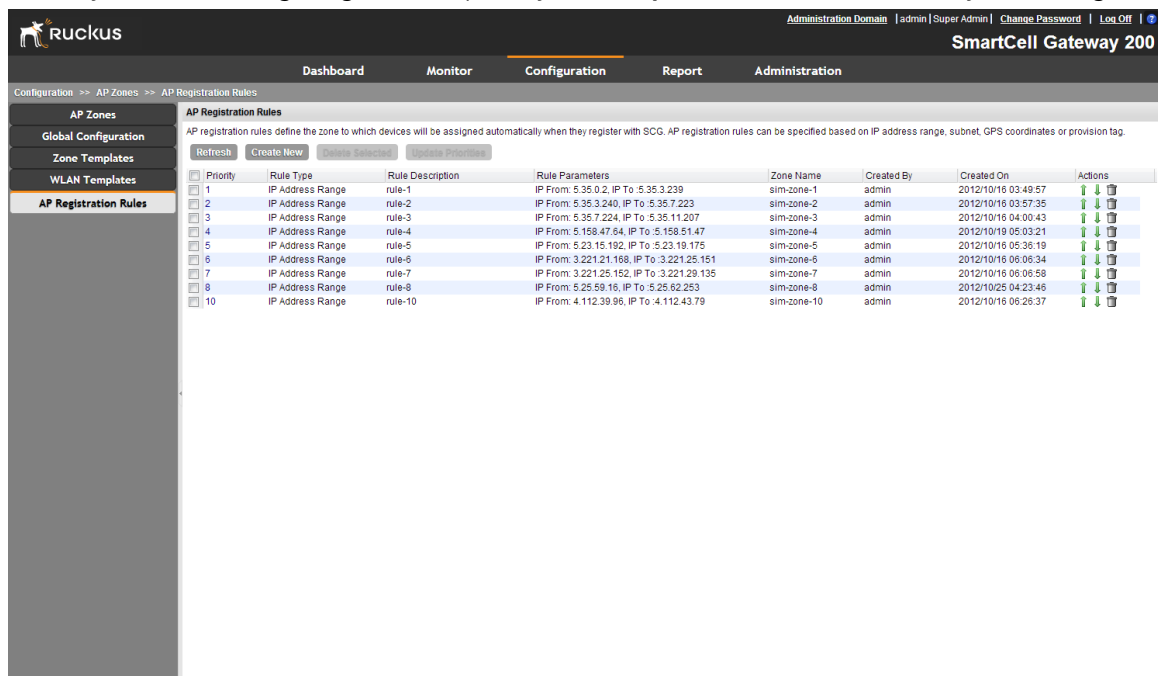 Ruckus
Administration Domain | admin | Super Admin | Change Password | Log Off | ?
SmartCell Gateway 200
Dashboard Monitor Configuration Report Administration
Configuration >> AP Zones >> AP Registration Rules
AP Zones
Global Configuration
Zone Templates
WLAN Templates
AP Registration Rules
AP Registration Rules
AP registration rules define the zone to which devices will be assigned automatically when they register with SCG. AP registration rules can be specified based on IP address range, subnet, GPS coordinates or provision tag.
Refresh Create New Delete Selected Update Priorities
Priority Rule Type Rule Description Rule Parameters Zone Name Created By Created On Actions
1 IP Address Range rule-1 IP From: 5.35.0.2, IP To :5.35.3.239 sim-zone-1 admin 2012/10/16 03:49:57
2 IP Address Range rule-2 IP From: 5.35.3.240, IP To :5.35.7.223 sim-zone-2 admin 2012/10/16 03:57:35
3 IP Address Range rule-3 IP From: 5.35.7.224, IP To :5.35.11.207 sim-zone-3 admin 2012/10/16 04:00:43
4 IP Address Range rule-4 IP From: 5.158.47.64, IP To :5.158.51.47 sim-zone-4 admin 2012/10/19 05:03:21
5 IP Address Range rule-5 IP From: 5.23.15.192, IP To :5.23.19.175 sim-zone-5 admin 2012/10/16 05:36:19
6 IP Address Range rule-6 IP From: 3.221.21.168, IP To :3.221.25.151 sim-zone-6 admin 2012/10/16 06:06:34
7 IP Address Range rule-7 IP From: 3.221.25.152, IP To :3.221.29.135 sim-zone-7 admin 2012/10/16 06:06:58
8 IP Address Range rule-8 IP From: 5.25.59.16, IP To :5.25.62.253 sim-zone-8 admin 2012/10/25 04:23:46
10 IP Address Range rule-10 IP From: 4.112.39.96, IP To :4.112.43.79 sim-zone-10 admin 2012/10/16 06:26:37